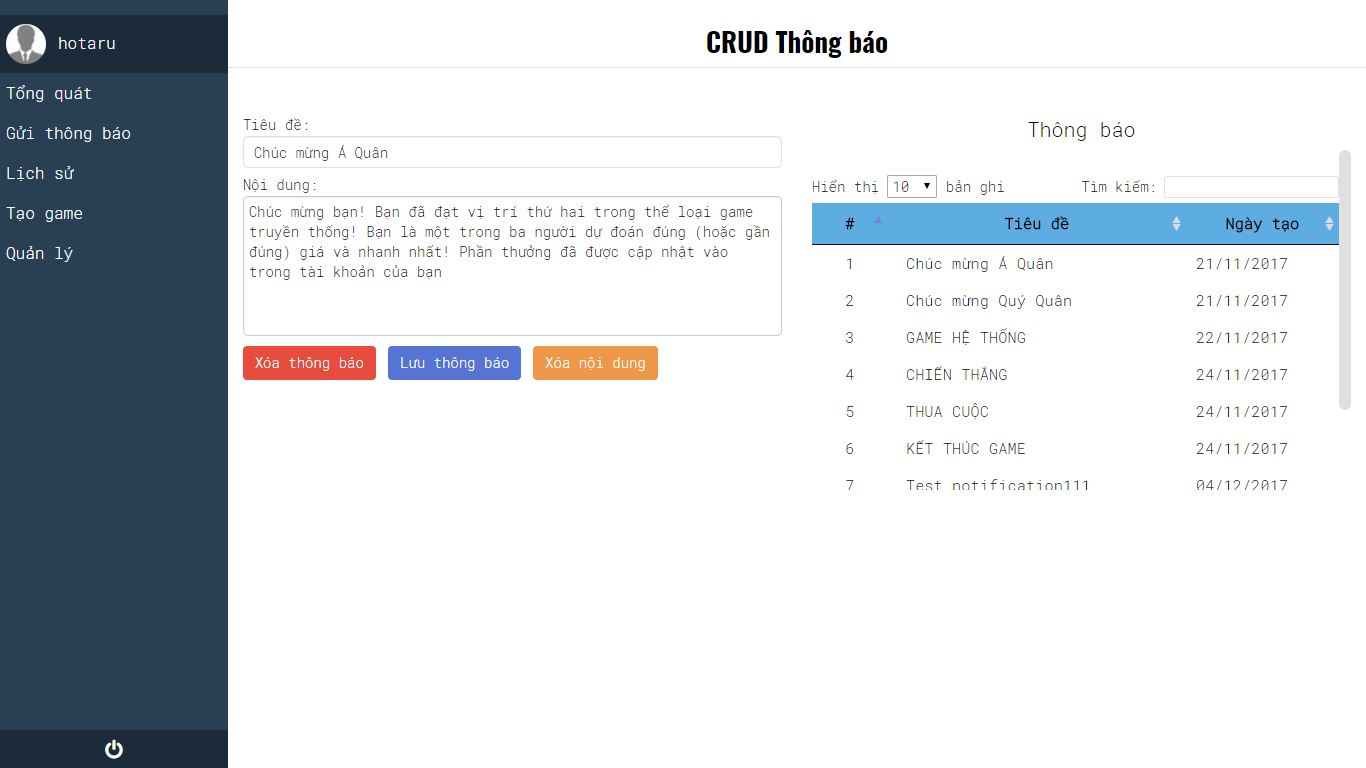 hotaru
Tổng quát
Gửi thông báo
Lịch sử
Tạo game
Quản lý
CRUD Thông báo
Tiêu đề:
Chúc mừng Á Quân
Nội dung:
Chúc mừng bạn! Bạn đã đạt vị trí thứ hai trong thể loại game
truyền thống! Bạn là một trong ba người dự đoán đúng (hoặc gần
đúng) giá và nhanh nhất! Phần thưởng đã được cập nhật vào
trong tài khoản của bạn
Xóa thông báo Lưu thông báo Xóa nội dung
Thông báo
Hiển thị 10 bản ghi Tìm kiếm:
# Tiêu đề Ngày tạo
1 Chúc mừng Á Quân 21/11/2017
2 Chúc mừng Quý Quân 21/11/2017
3 GAME HỆ THỐNG 22/11/2017
4 CHIẾN THẮNG 24/11/2017
5 THUA CUỘC 24/11/2017
6 KẾT THÚC GAME 24/11/2017
7 Test notification111 04/12/2017